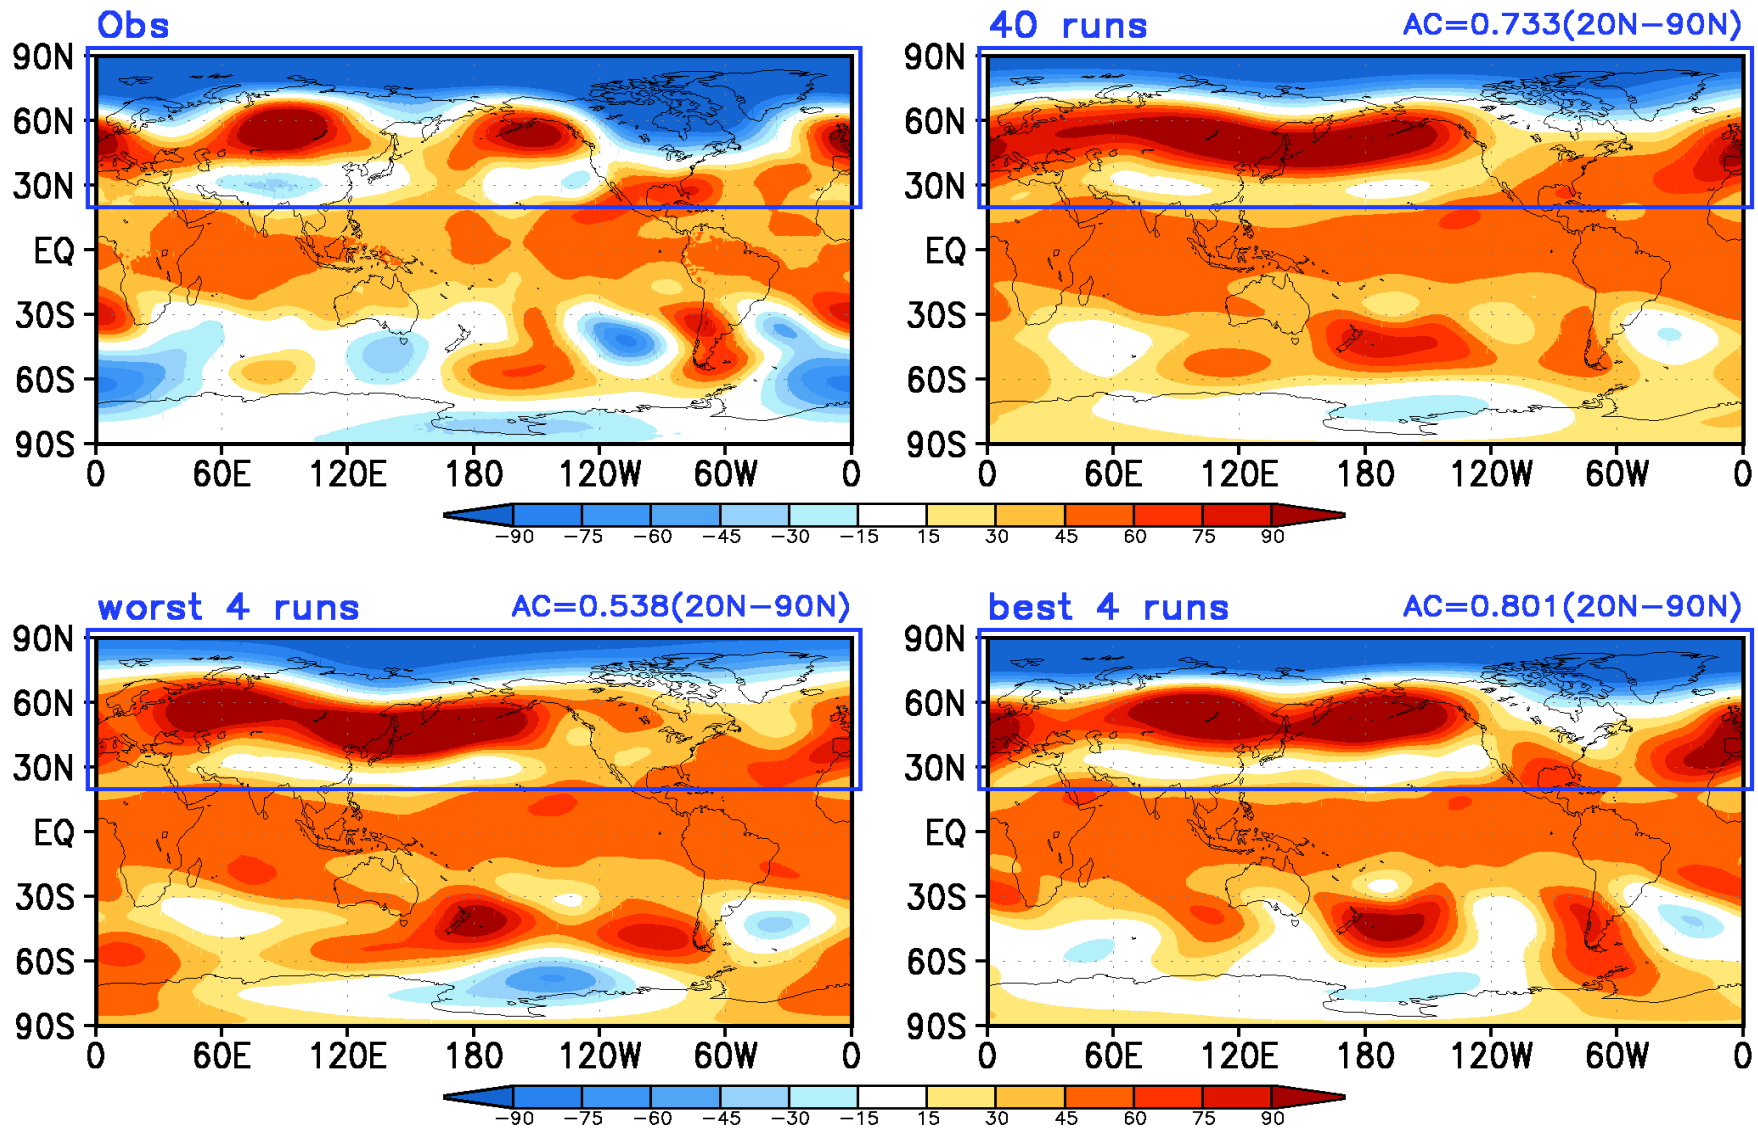 Obs
40 runs AC=0.733(20N−90N)
90N 90N
60N 60N
30N 30N
EQ EQ
30S 30S
60S 60S
90S 90S
0 60E 120E 180 120W 60W 0 0 60E 120E 180 120W 60W 0
−90 −75 −60 −45 −30 −15 15 30 45 60 75 90
worst 4 runs AC=0.538(20N−90N)
best 4 runs AC=0.801(20N−90N)
90N 90N
60N 60N
30N 30N
EQ EQ
30S 30S
60S 60S
90S 90S
0 60E 120E 180 120W 60W 0 0 60E 120E 180 120W 60W 0
−90 −75 −60 −45 −30 −15 15 30 45 60 75 90